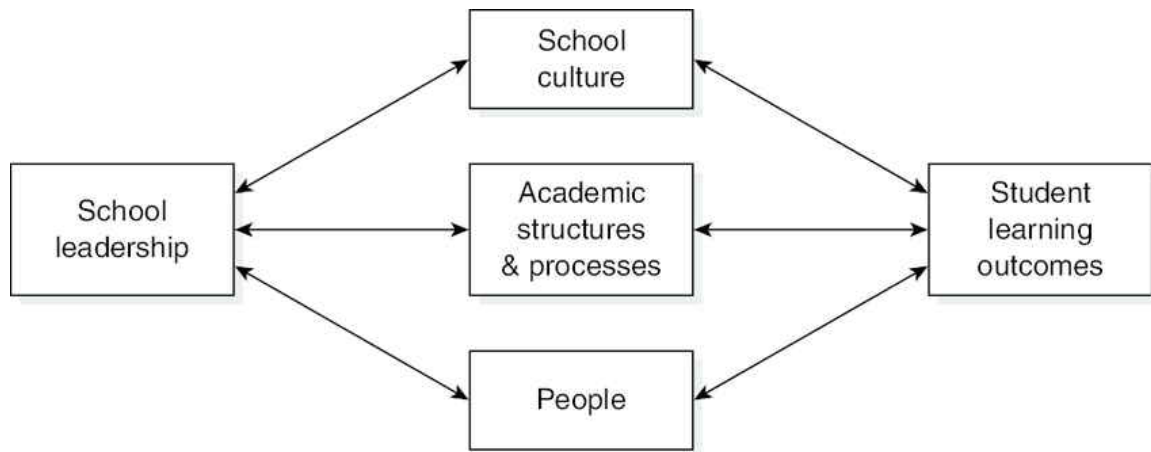 School
culture
School
leadership
Academic
structures
& processes
Student
learning
outcomes
People